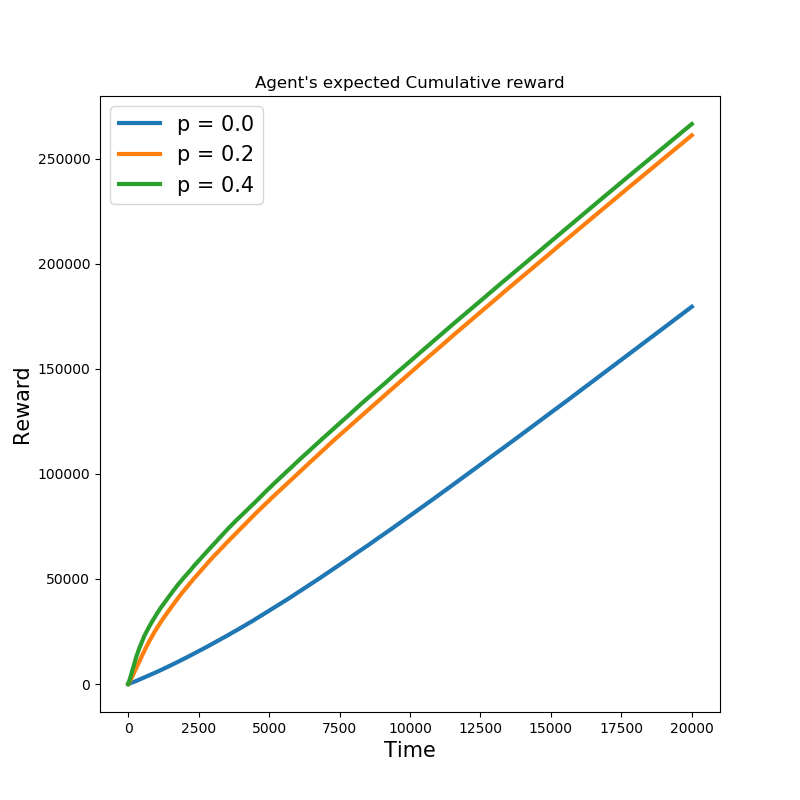 Agent's expected Cumulative reward
p = 0.0
p = 0.2
p = 0.4
250000
200000
150000
100000
50000
0
Reward
0 2500 5000 7500 10000 12500 15000 17500 20000
Time